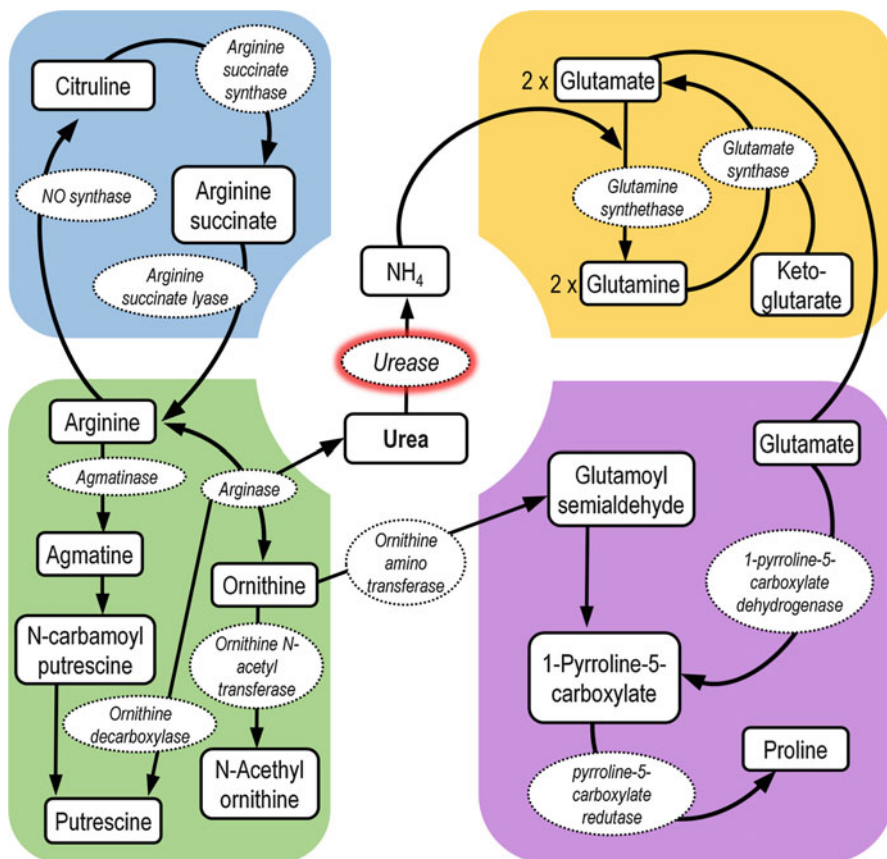 Citruline
Arginine
succinate
synthase
NO synthase
Arginine
succinate
Arginine
succinate lyase
2 x Glutamate
Glutamate
synthase
Glutamine
synthethase
2 x Glutamine
Keto-
glutarate
NH4
Urease
Urea
Arginine
Agmatinase
Arginase
Agmatine
Ornithine
N-carbamoyl
putrescine
Ornithine N-
acetyl
transferase
Ornithine
decarboxylase
N-Acethyl
ornithine
Putrescine
Ornithine
amino
transferase
Glutamoyl
semialdehyde
Glutamate
1-pyrroline-5-
carboxylate
dehydrogenase
1-Pyrroline-5-
carboxylate
pyrroline-5-
carboxylate
redutase
Proline